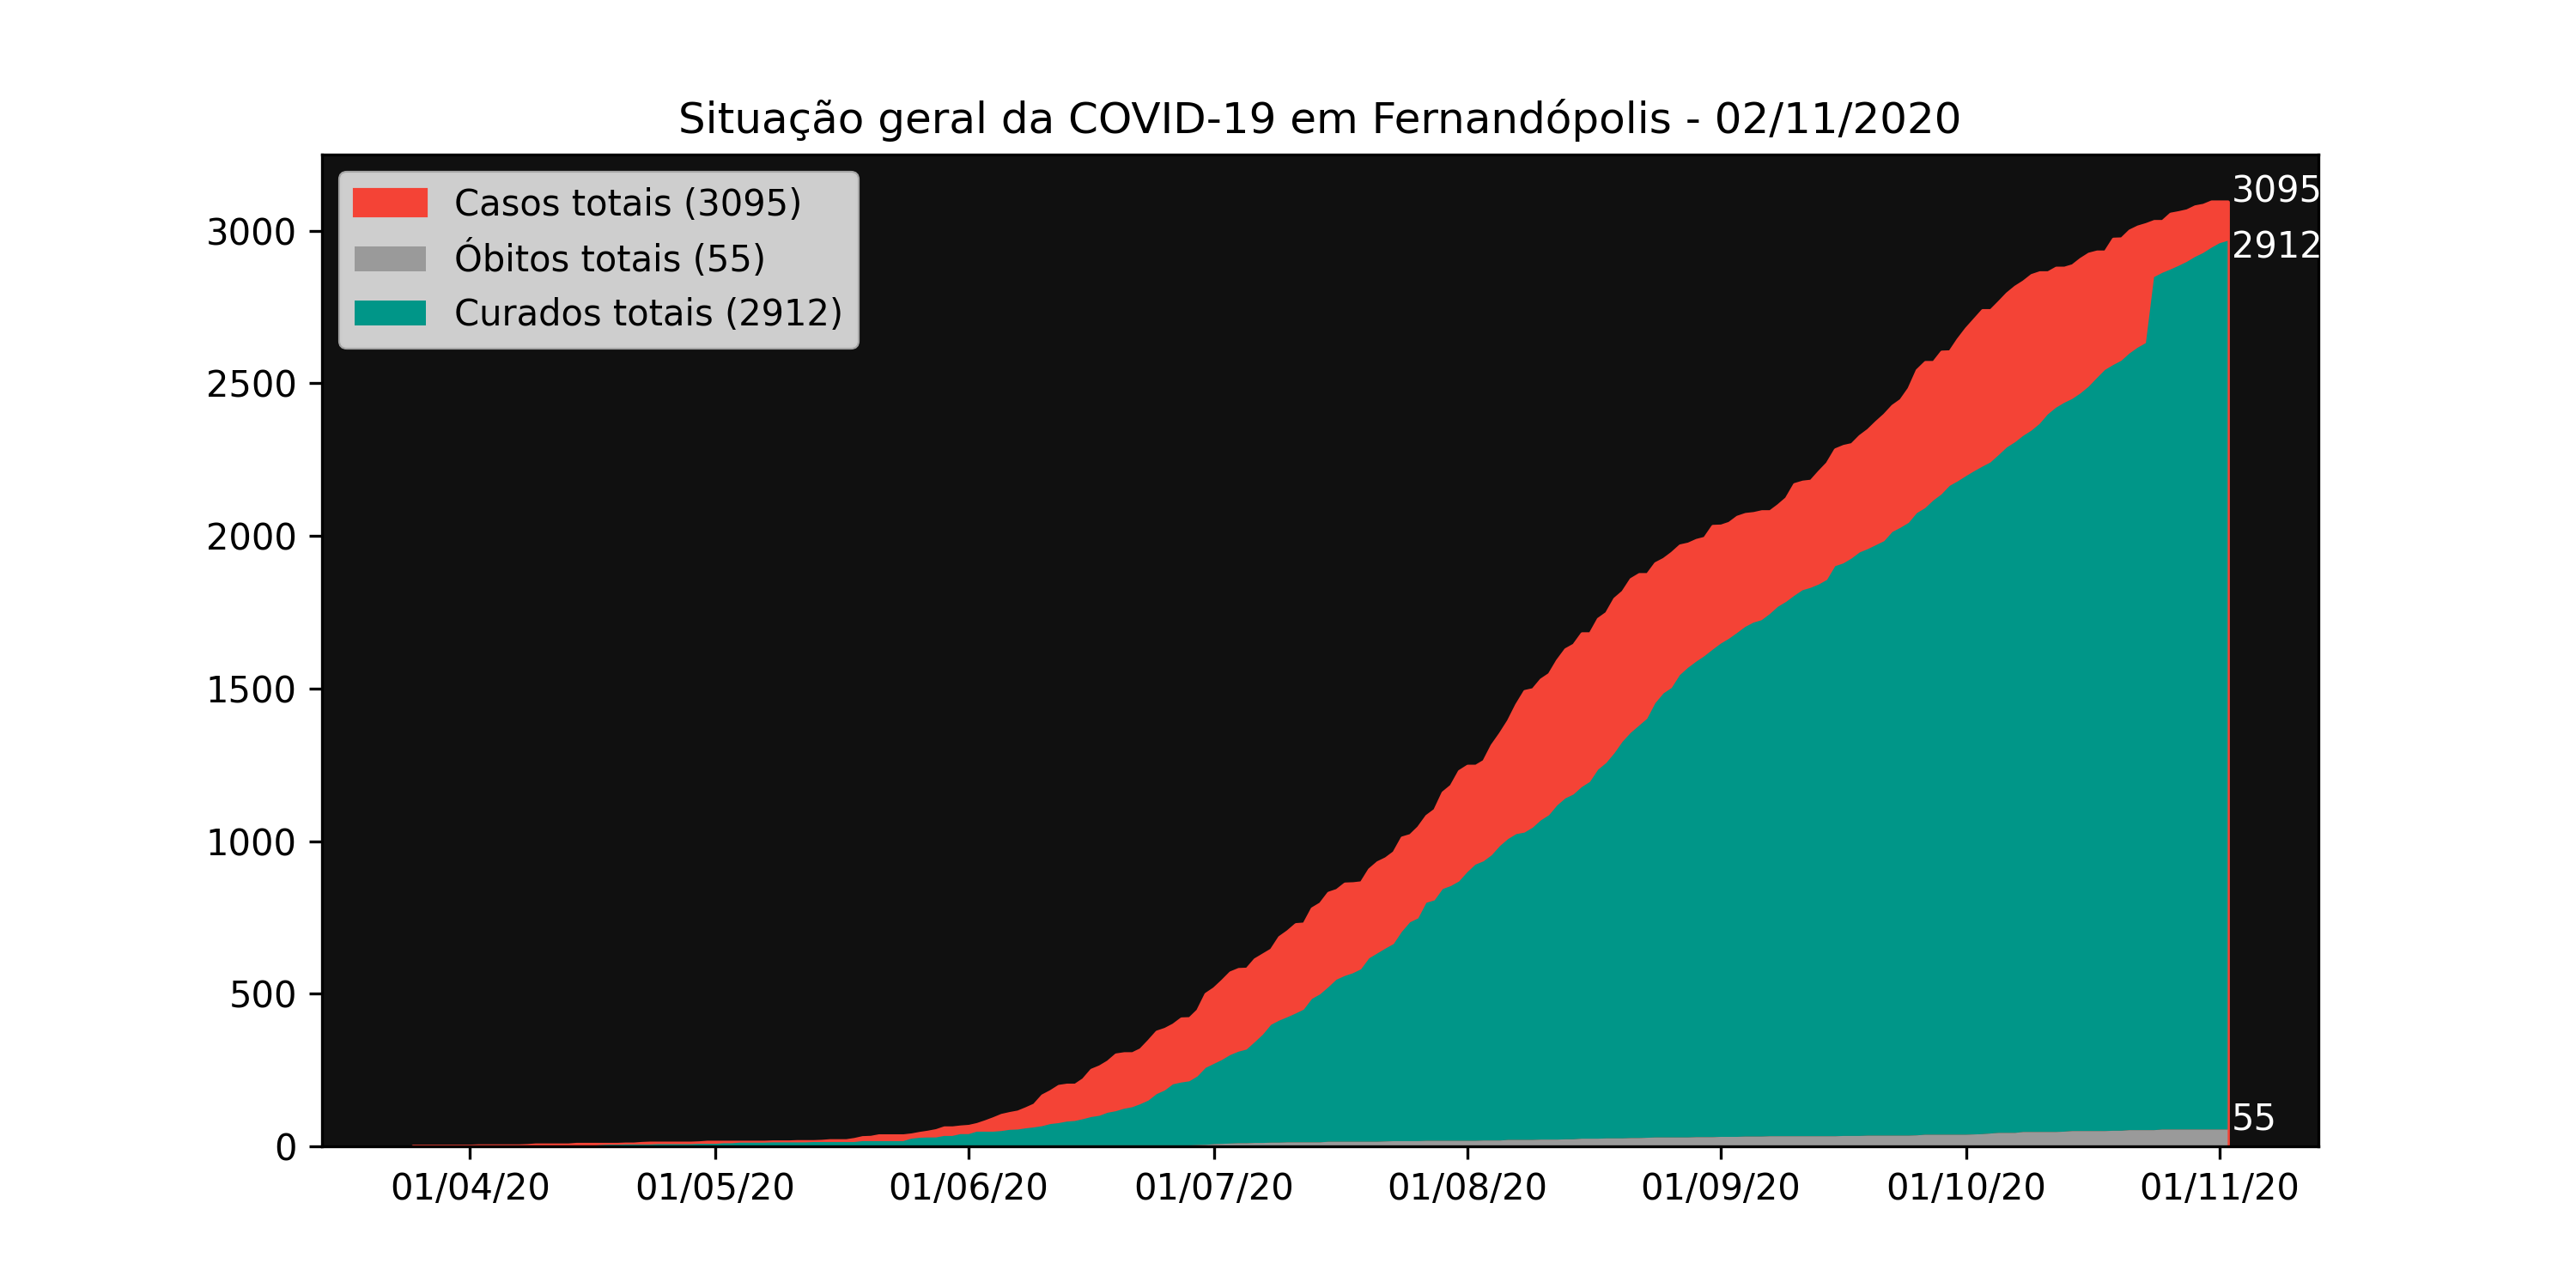 Situação geral da COVID-19 em Fernandópolis - 02/11/2020
Casos totais (3095)
Óbitos totais (55)
Curados totais (2912)
3095
2912
55
3000
2500
2000
1500
1000
500
0
01/04/20 01/05/20 01/06/20 01/07/20 01/08/20 01/09/20 01/10/20 01/11/20